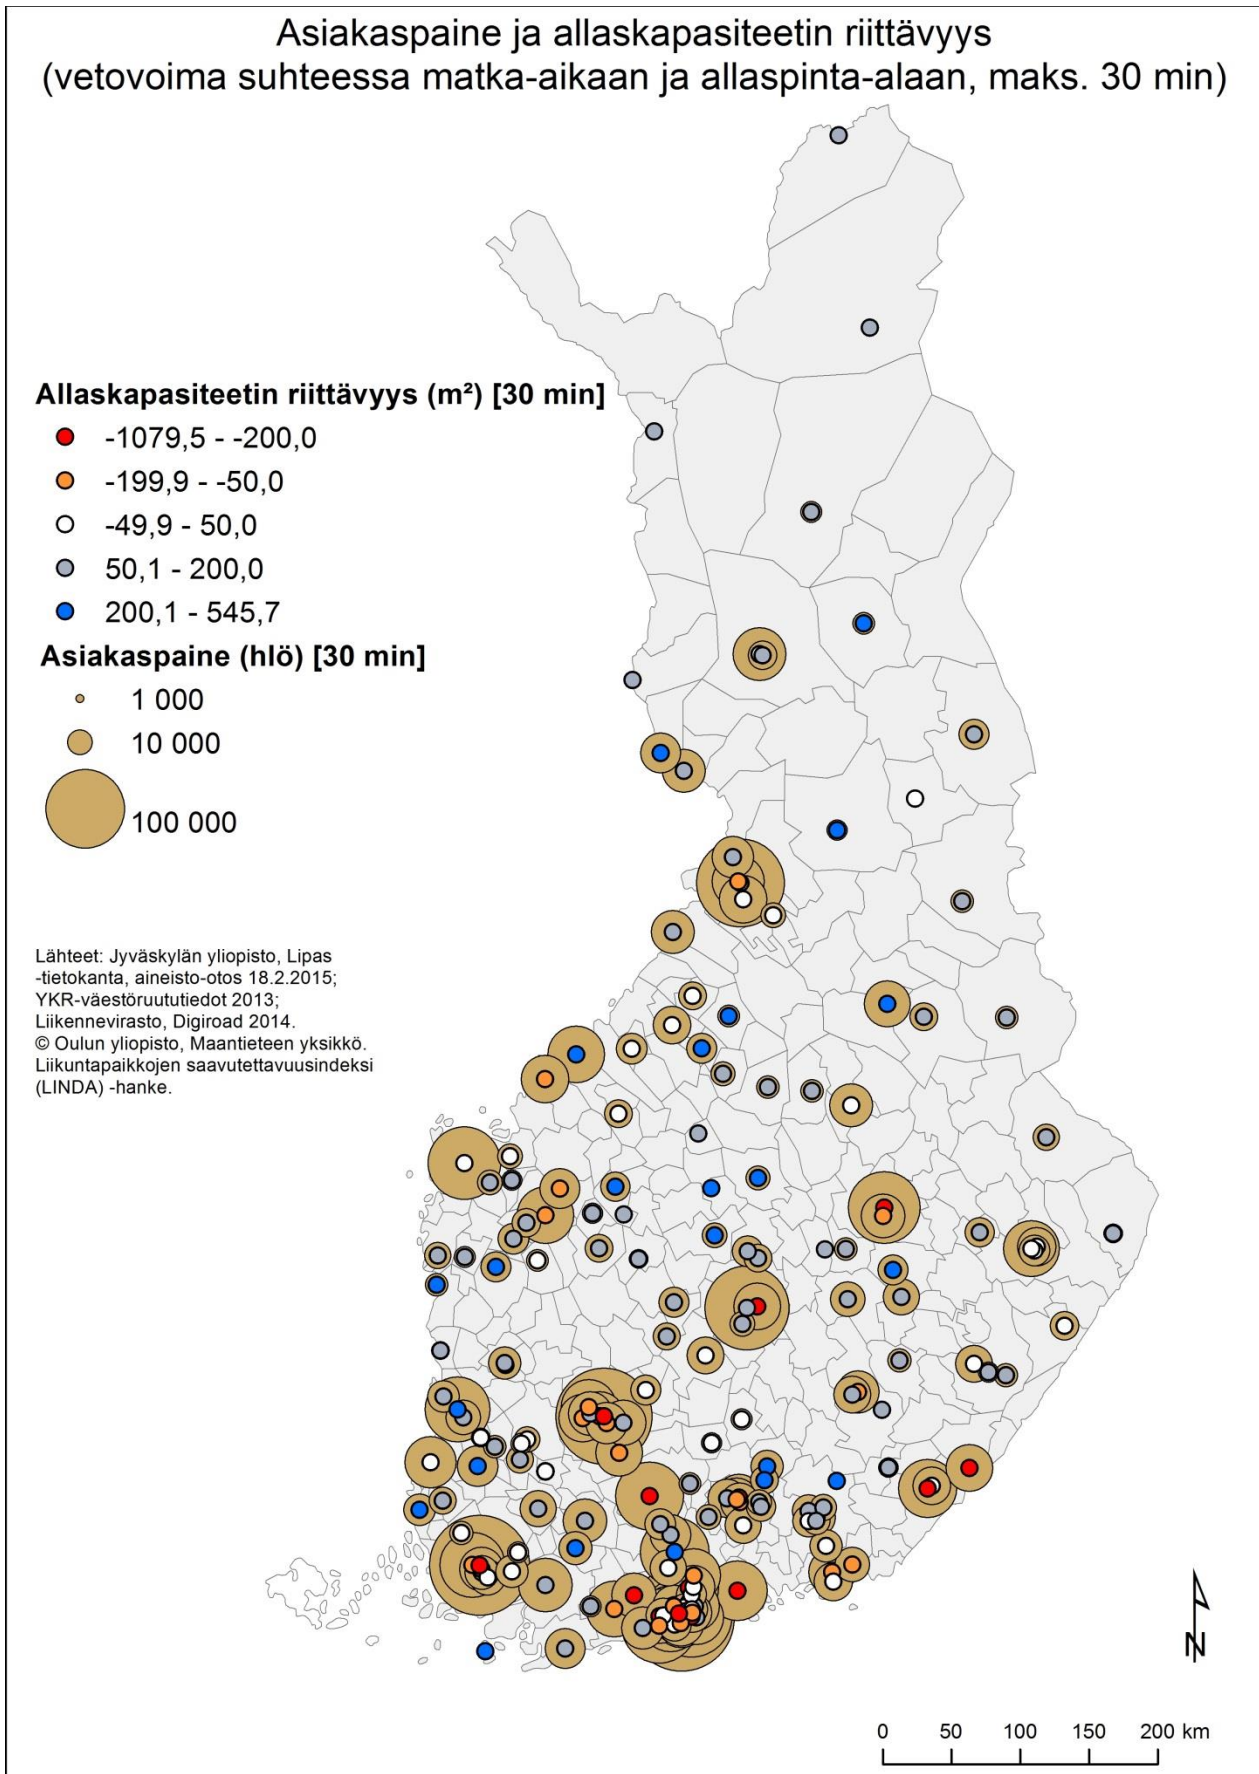 Asiakaspaine ja allaskapasiteetin riittävyys
(vetovoima suhteessa matka-aikaan ja allaspinta-alaan, maks. 30 min)
Allaskapasiteetin riittävyys (m²) [30 min]
-1079,5 - -200,0
-199,9 - -50,0
-49,9 - 50,0
50,1 - 200,0
200,1 - 545,7
Asiakaspaine (hlö) [30 min]
1 000
10 000
100 000
Lähteet: Jyväskylän yliopisto, Lipas
-tietokanta, aineisto-otos 18.2.2015;
YKR-väestöruututiedot 2013;
Liikennevirasto, Digiroad 2014.
© Oulun yliopisto, Maantieteen yksikkö.
Liikuntapaikkojen saavutettavuusindeksi
(LINDA) -hanke.
N
0 50 100 150 200 km